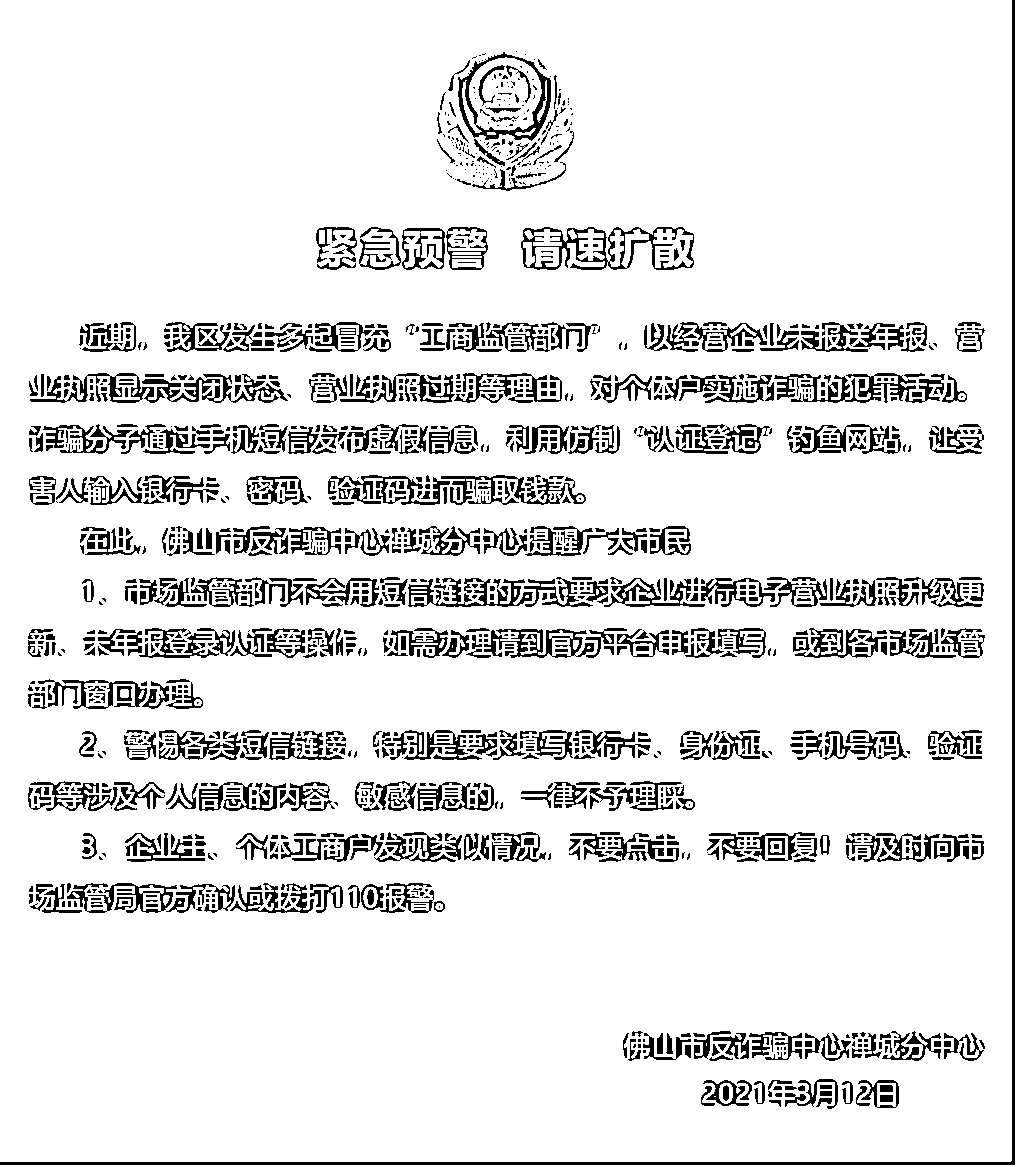 紧急预警 请速扩散
近期，我区发生多起冒充“工商监管部门”，以经营企业未报送年报、营
业执照显示关闭状态、营业执照过期等理由，对个体户实施诈骗的犯罪活动。
诈骗分子通过手机短信发布虚假信息，利用仿制“认证登记”钓鱼网站，让受
害人输入银行卡、密码、验证码进而骗取钱款。
在此，佛山市反诈骗中心禅城分中心提醒广大市民
1、市场监管部门不会用短信链接的方式要求企业进行电子营业执照升级更
新、未年报登录认证等操作，如需办理请到官方平台申报填写，或到各市场监管
部门窗口办理。
2、警惕各类短信链接，特别是要求填写银行卡、身份证、手机号码、验证
码等涉及个人信息的内容、敏感信息的，一律不予理睬。
3、企业主、个体工商户发现类似情况，不要点击，不要回复！请及时向市
场监管局官方确认或拨打110报警。
佛山市反诈骗中心禅城分中心
2021年3月12日